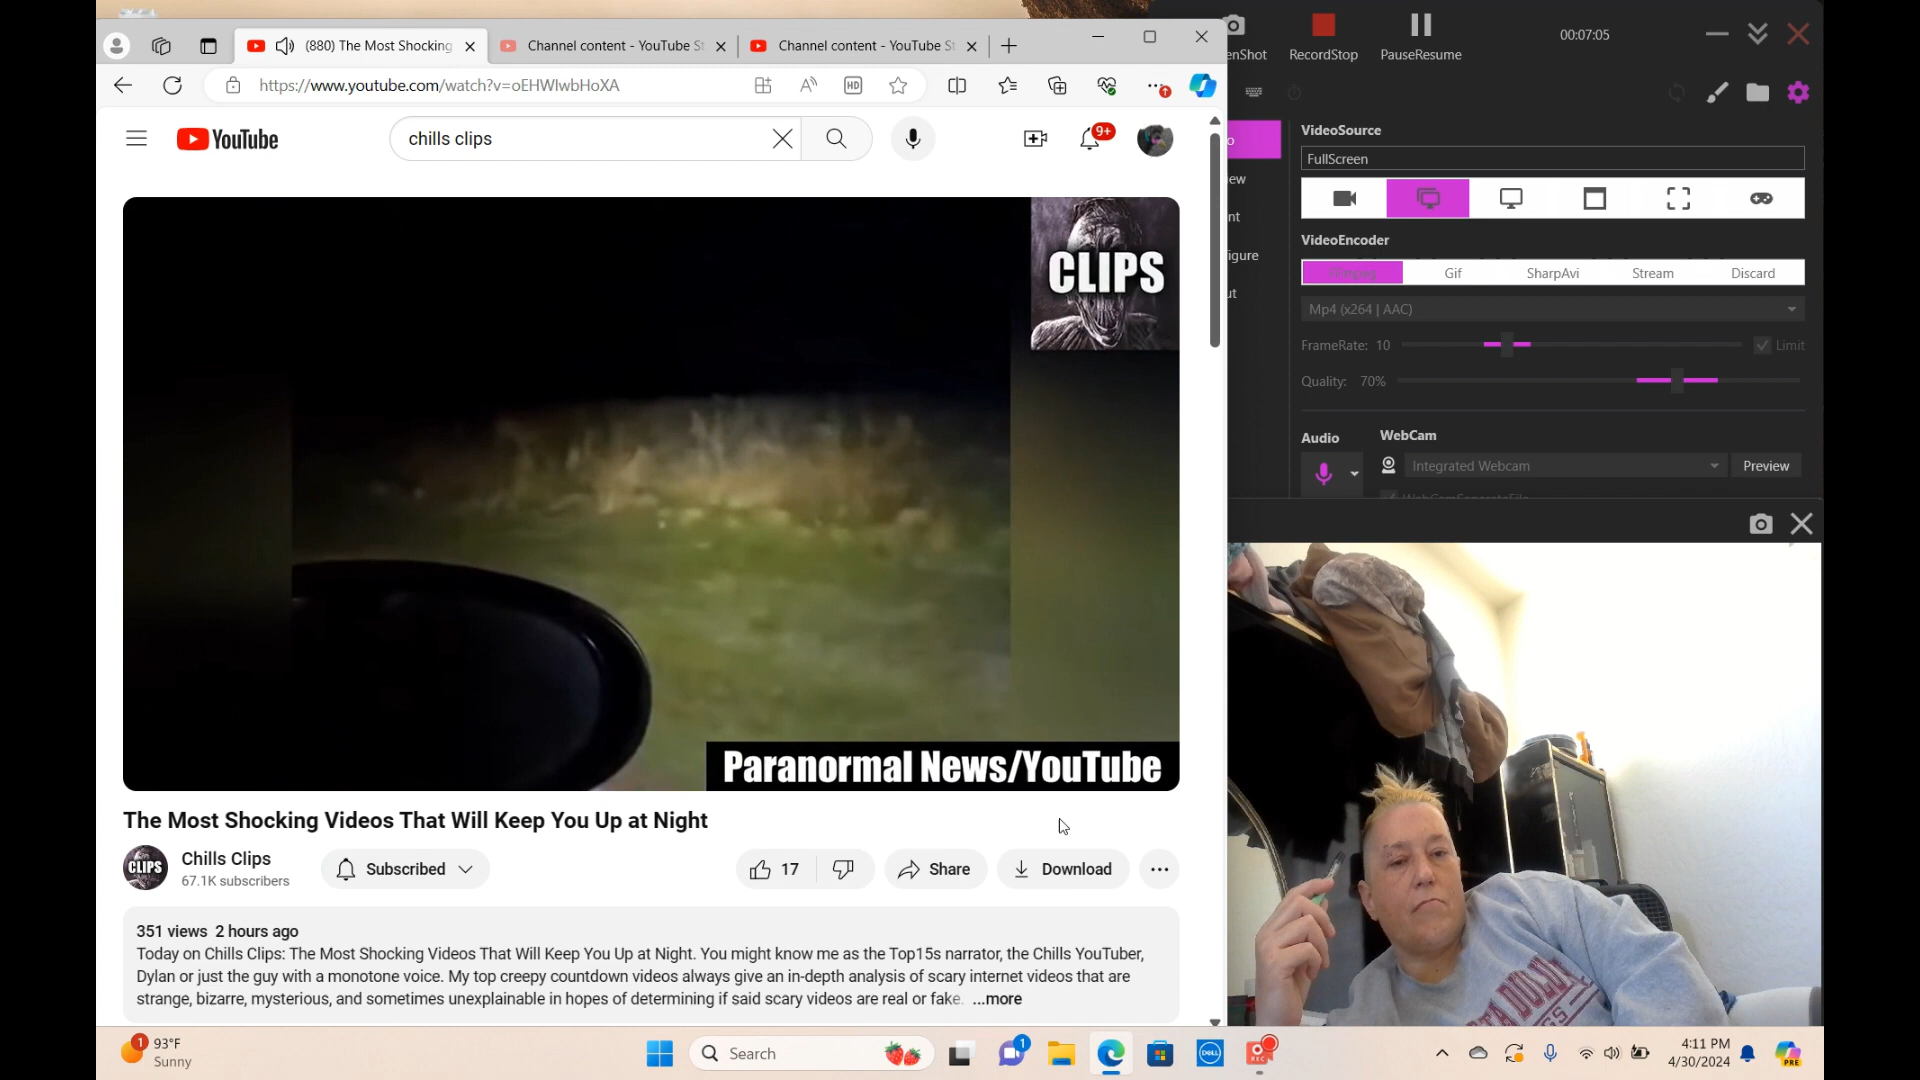 (880) The Most Shocking
Channel content - YouTube St
Channel content - YouTube St
https://www.youtube.com/watch?v=oEHWIwbHoXA
HD
YouTube
chills clips
9+
CLIPS
Paranormal News/YouTube
The Most Shocking Videos That Will Keep You Up at Night
CLIPS
Chills Clips
67.1K subscribers
Subscribed
17
Share
Download
351 views 2 hours ago
Today on Chills Clips: The Most Shocking Videos That Will Keep You Up at Night. You might know me as the Top15s narrator, the Chills YouTuber,
Dylan or just the guy with a monotone voice. My top creepy countdown videos always give an in-depth analysis of scary internet videos that are
strange, bizarre, mysterious, and sometimes unexplainable in hopes of determining if said scary videos are real or fake. ...more
enShot
RecordStop
PauseResume
00:07:05
VideoSource
FullScreen
VideoEncoder
Gif
SharpAvi
Stream
Discard
Mp4 (x264 | AAC)
FrameRate: 10
Limit
Quality: 70%
Audio
WebCam
Integrated Webcam
Preview
ew
nt
igure
ut
1
93°F
Sunny
Search
1
DELL
REC
4:11 PM
4/30/2024
PRE